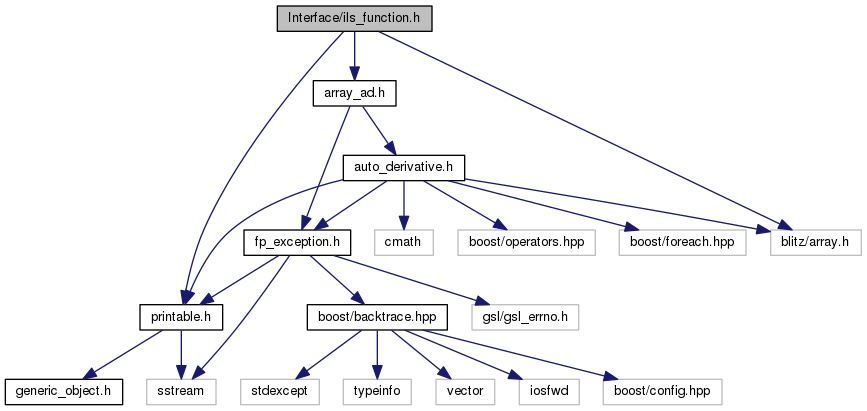 Interface/ils_function.h
array_ad.h
auto_derivative.h
fp_exception.h
cmath
boost/operators.hpp
boost/foreach.hpp
blitz/array.h
printable.h
boost/backtrace.hpp
gsl/gsl_errno.h
generic_object.h
sstream
stdexcept
typeinfo
vector
iosfwd
boost/config.hpp